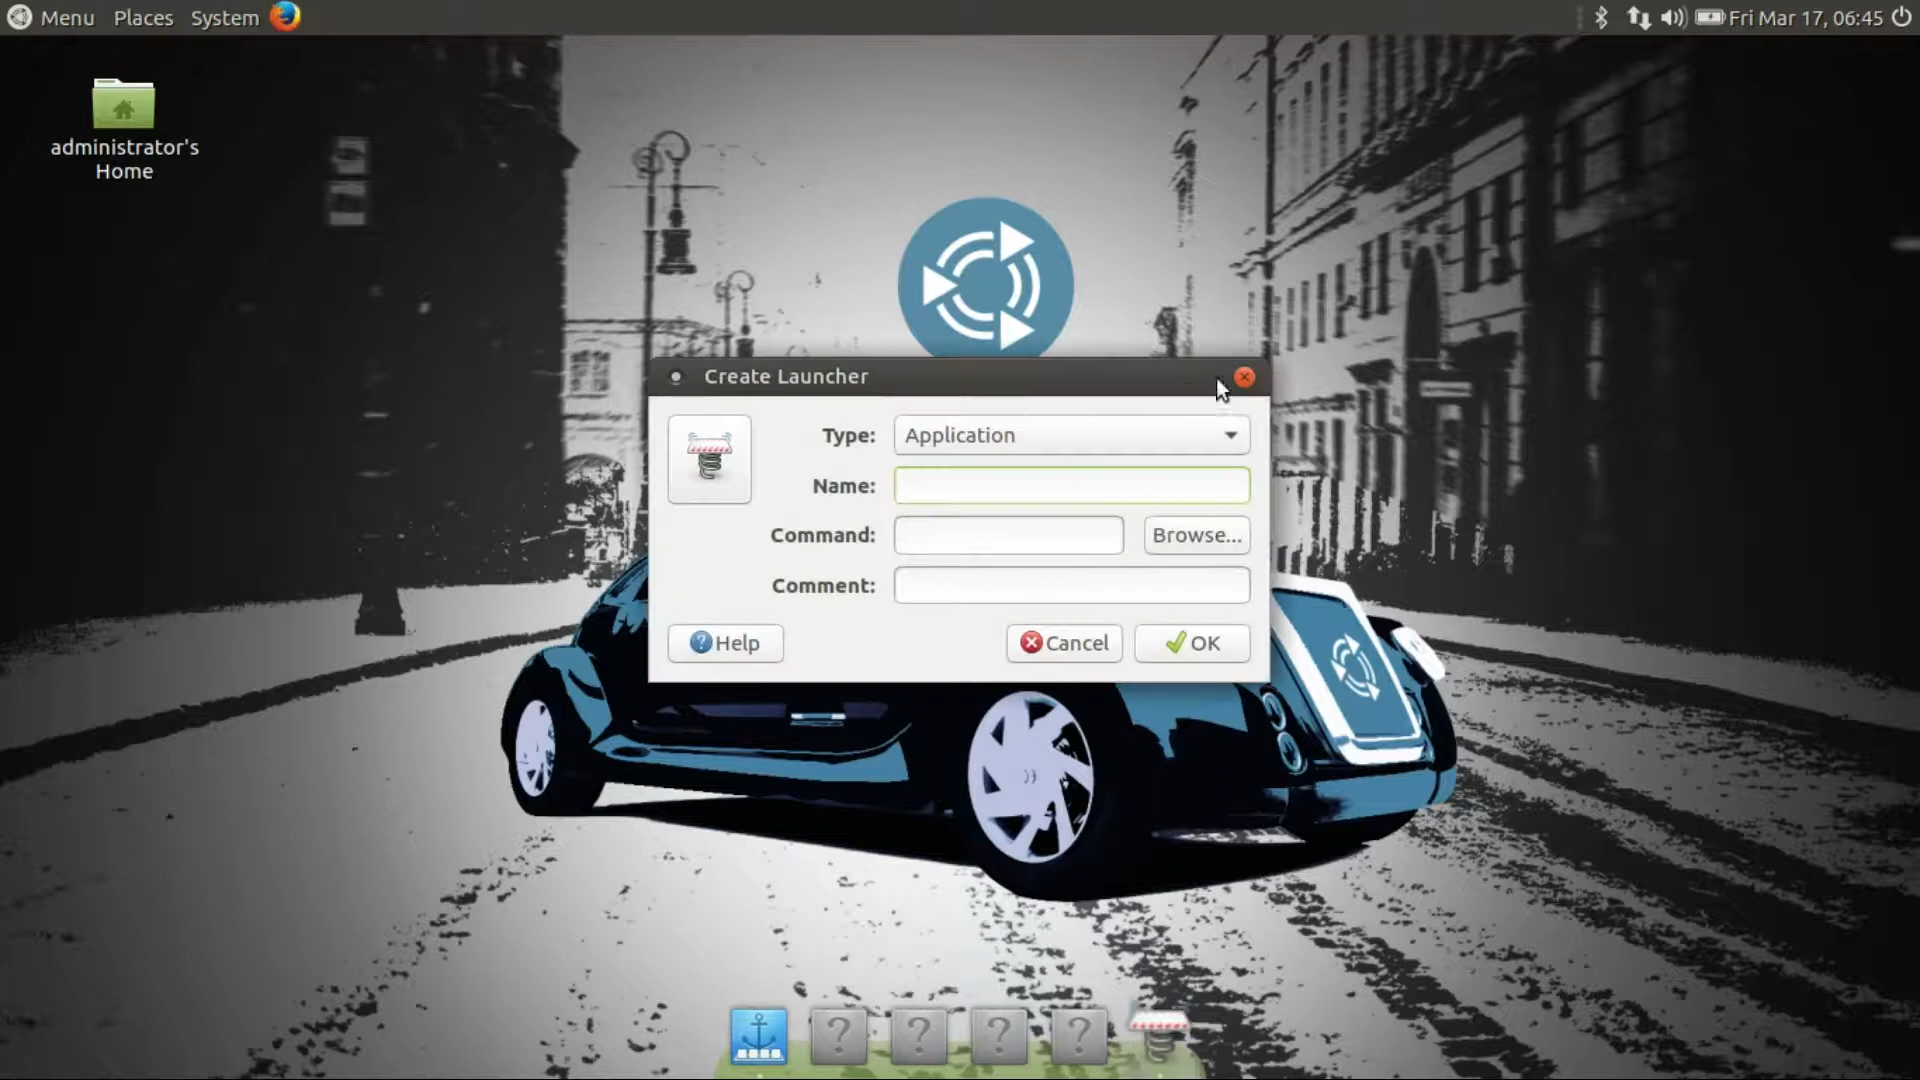 Menu Places System Fri Mar 17, 06:45
administrator's
Home
Create Launcher
Type: Application
Name:
Command: Browse...
Comment:
Help Cancel OK